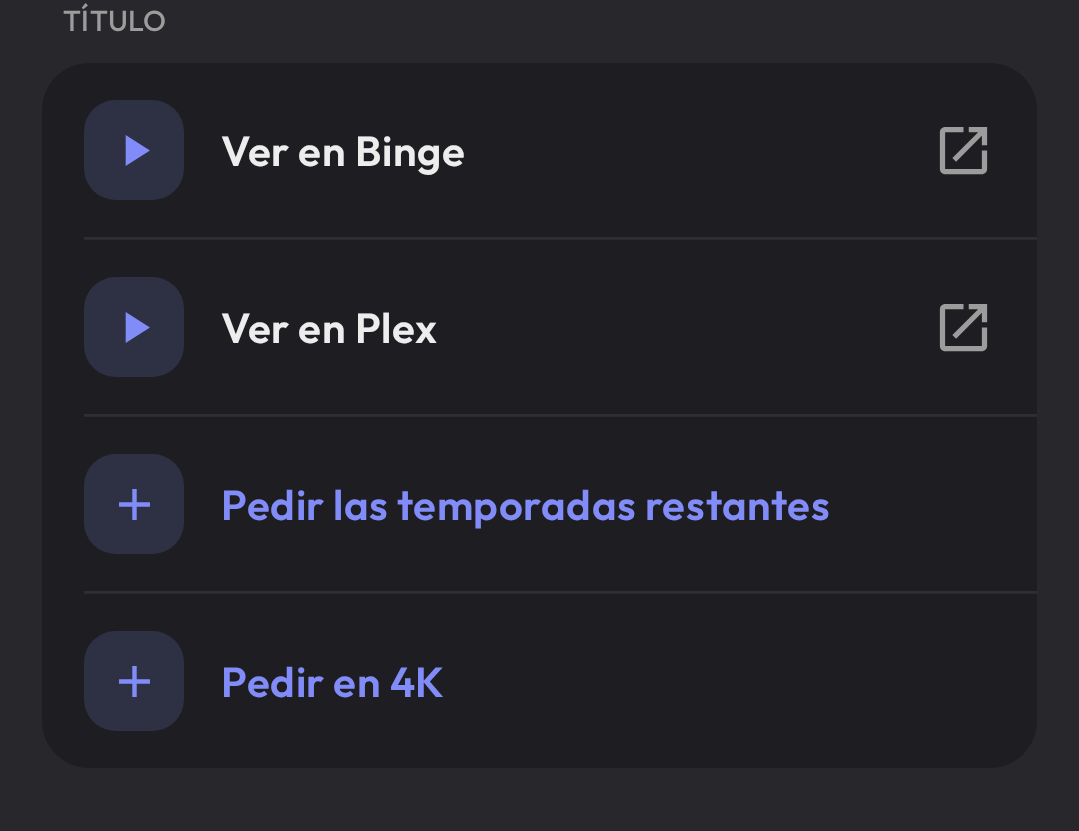 TÍTULO
Ver en Binge
Ver en Plex
Pedir las temporadas restantes
Pedir en 4K